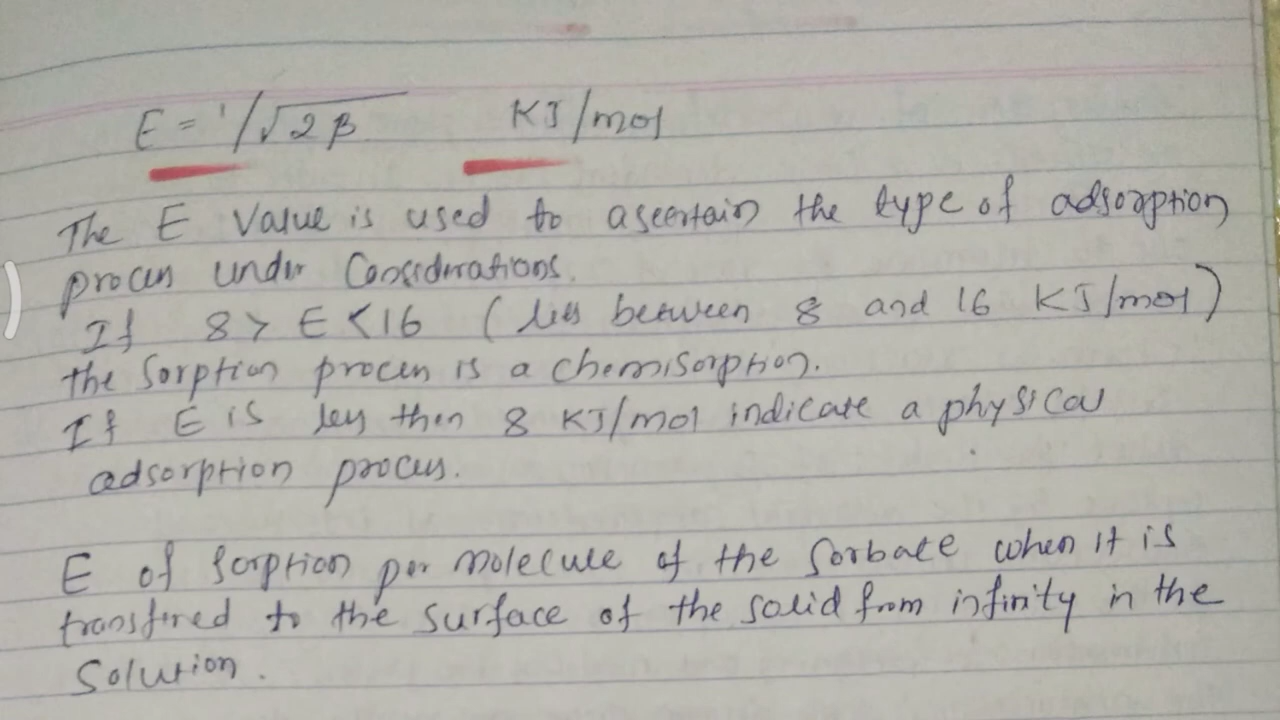 E = 1/√2β KJ/mol
The E Value is used to ascertain the type of adsorption
process under Considerations.
If 8 > E < 16 (lies between 8 and 16 KJ/mol)
the Sorption process is a chemisorption.
If E is less then 8 KJ/mol indicate a physical
adsorption process.
E of sorption per molecule of the sorbate when it is
transfired to the surface of the solid from infinity in the
Solution.